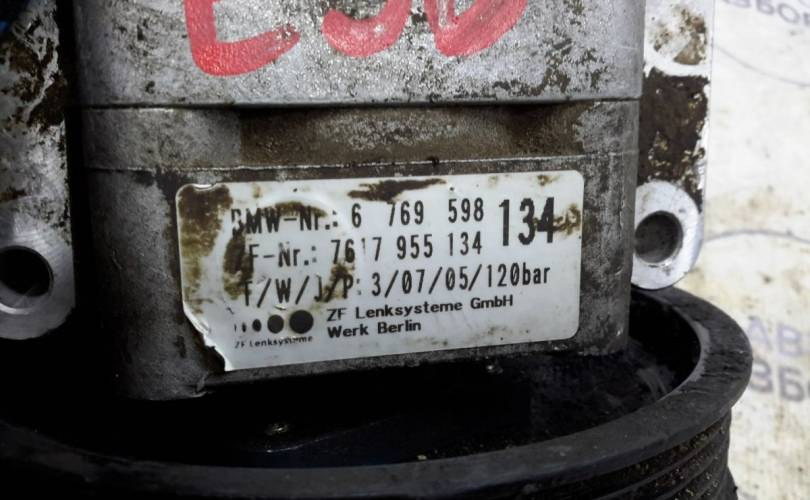 BMW-Nr.: 6 769 598
134
ZF-Nr.: 7617 955 134
T/W/J/P: 3/07/05/120bar
ZF Lenksysteme GmbH
ZF Lenksysteme
Werk Berlin